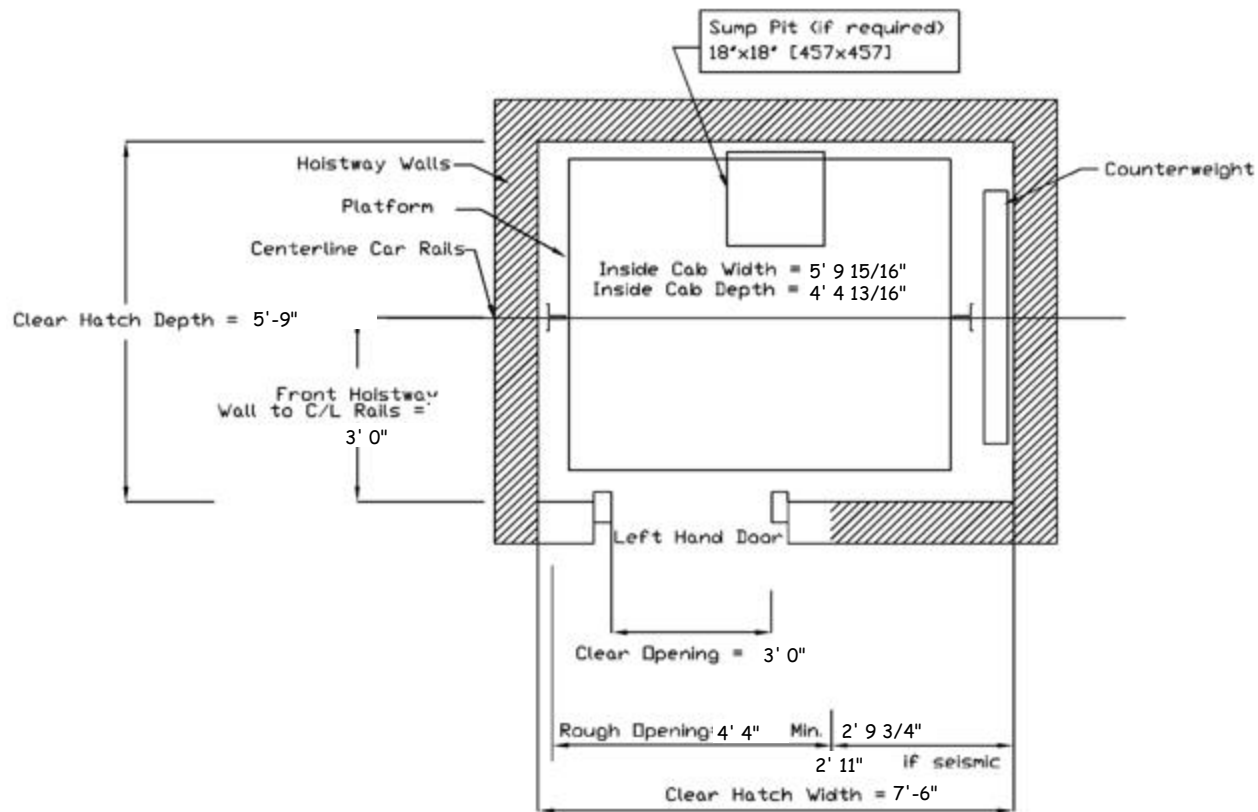 Sump Pit (if required)
18"x18" [457x457]
Hoistway Walls
Counterweight
Platform
Centerline Car Rails
Inside Cab Width = 5' 9 15/16"
Inside Cab Depth = 4' 4 13/16"
Clear Hatch Depth = 5'-9"
Front Hoistway
Wall to C/L Rails =
3' 0"
Left Hand Door
Clear Opening = 3' 0"
Rough Opening: 4' 4" Min. 2' 9 3/4"
2' 11" if seismic
Clear Hatch Width = 7'-6"